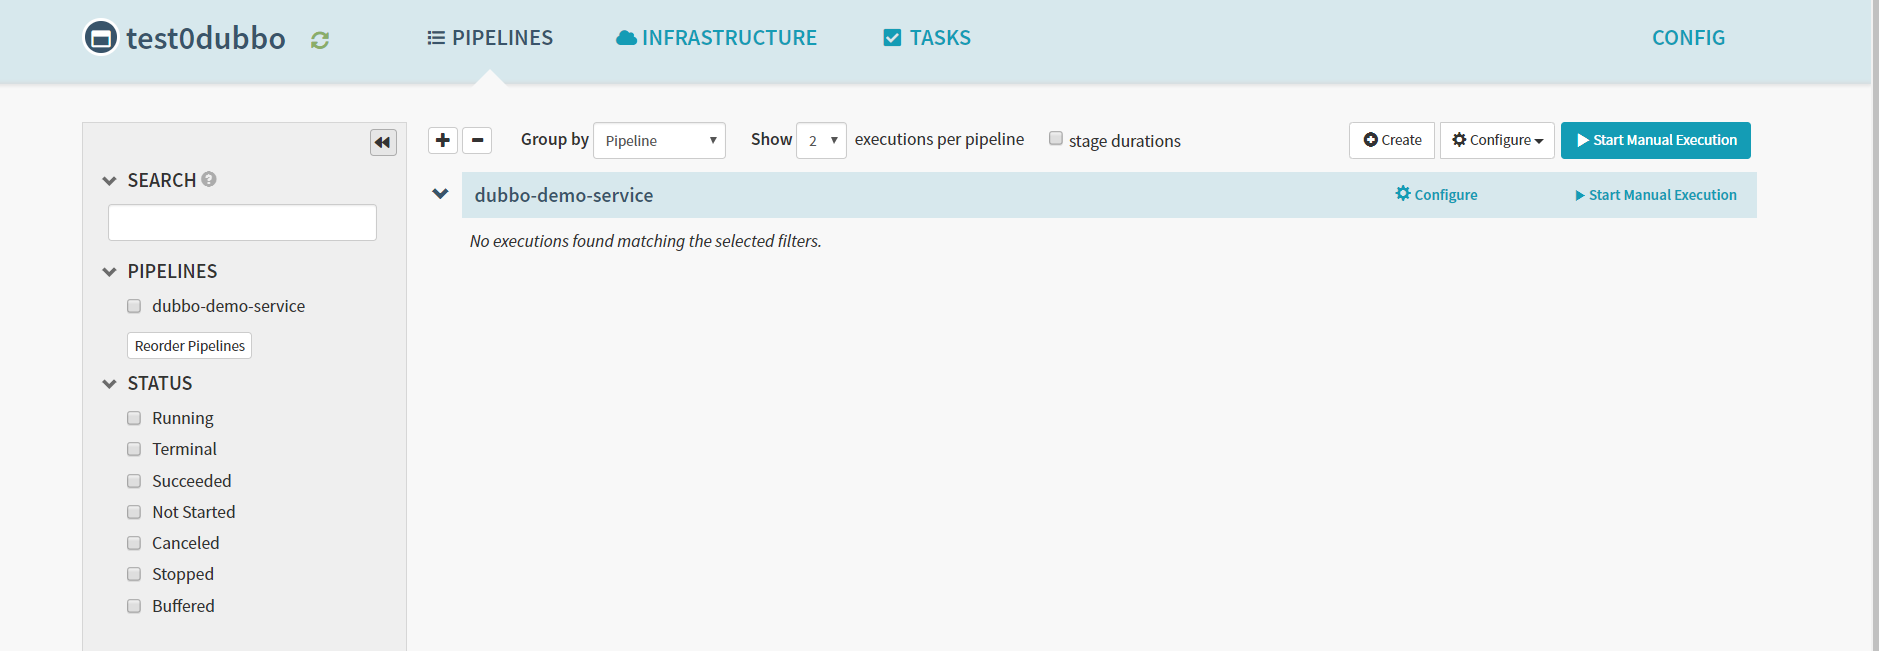 test0dubbo PIPELINES INFRASTRUCTURE TASKS CONFIG
Group by Pipeline Show 2 executions per pipeline stage durations Create Configure Start Manual Execution
SEARCH
dubbo-demo-service Configure Start Manual Execution
No executions found matching the selected filters.
PIPELINES
dubbo-demo-service
Reorder Pipelines
STATUS
Running
Terminal
Succeeded
Not Started
Canceled
Stopped
Buffered